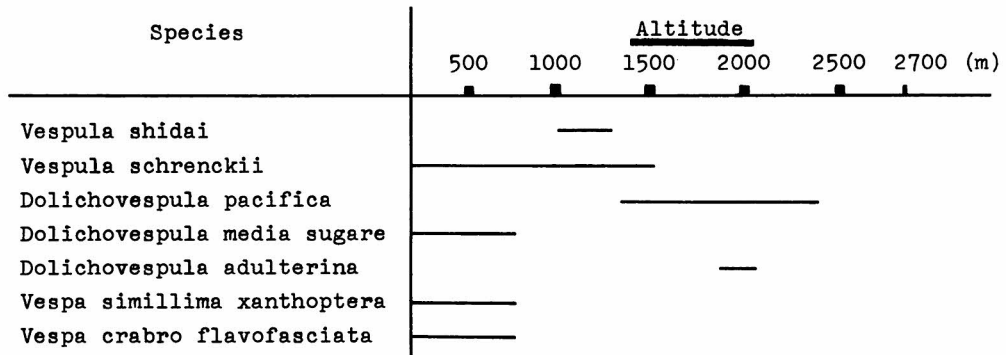 Species
Altitude
500 1000 1500 2000 2500 2700 (m)
Vespula shidai
Vespula schrenckii
Dolichovespula pacifica
Dolichovespula media sugare
Dolichovespula adulterina
Vespa simillima xanthoptera
Vespa crabro flavofasciata